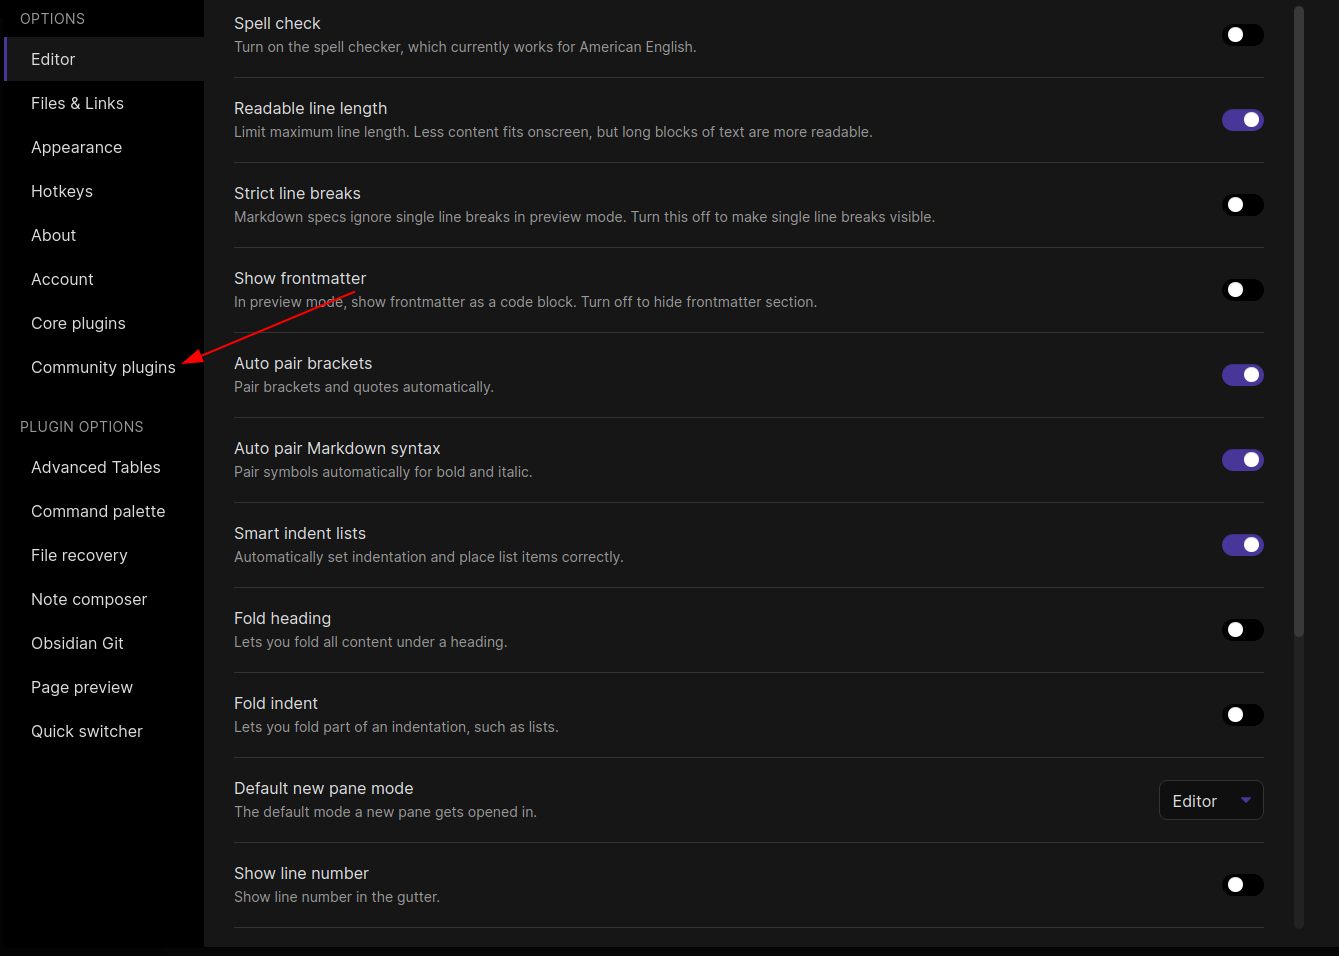 OPTIONS
Editor
Files & Links
Appearance
Hotkeys
About
Account
Core plugins
Community plugins
PLUGIN OPTIONS
Advanced Tables
Command palette
File recovery
Note composer
Obsidian Git
Page preview
Quick switcher
Spell check
Turn on the spell checker, which currently works for American English.
Readable line length
Limit maximum line length. Less content fits onscreen, but long blocks of text are more readable.
Strict line breaks
Markdown specs ignore single line breaks in preview mode. Turn this off to make single line breaks visible.
Show frontmatter
In preview mode, show frontmatter as a code block. Turn off to hide frontmatter section.
Auto pair brackets
Pair brackets and quotes automatically.
Auto pair Markdown syntax
Pair symbols automatically for bold and italic.
Smart indent lists
Automatically set indentation and place list items correctly.
Fold heading
Lets you fold all content under a heading.
Fold indent
Lets you fold part of an indentation, such as lists.
Default new pane mode
The default mode a new pane gets opened in.
Editor
Show line number
Show line number in the gutter.